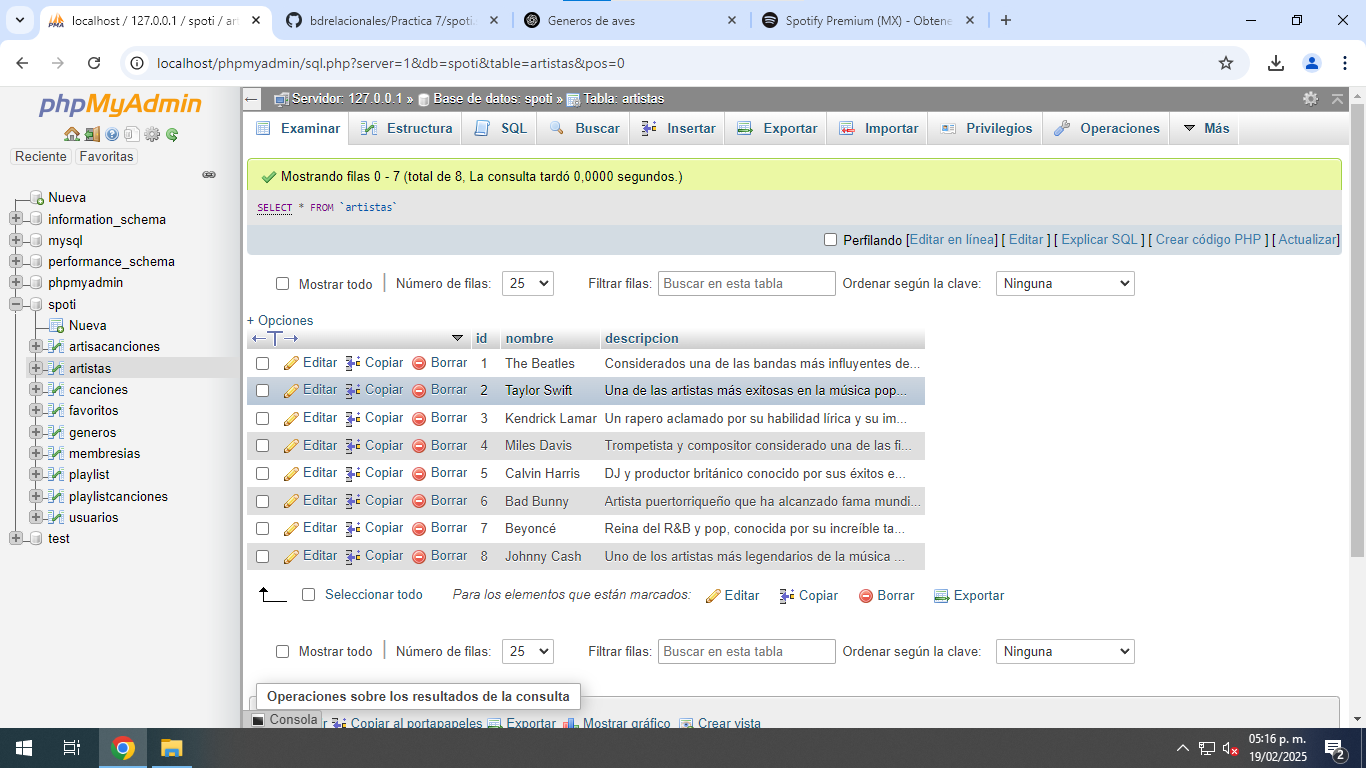 localhost / 127.0.0.1 / spoti / art
bdrelacionales/Practica 7/spoti.
Generos de aves
Spotify Premium (MX) - Obtene
localhost/phpmyadmin/sql.php?server=1&db=spoti&table=artistas&pos=0
phpMyAdmin
Reciente Favoritas
Nueva
information_schema
mysql
performance_schema
phpmyadmin
spoti
Nueva
artisacanciones
artistas
canciones
favoritos
generos
membresias
playlist
playlistcanciones
usuarios
test
Servidor: 127.0.0.1 » Base de datos: spoti » Tabla: artistas
Examinar Estructura SQL Buscar Insertar Exportar Importar Privilegios Operaciones Más
Mostrando filas 0 - 7 (total de 8, La consulta tardó 0,0000 segundos.)
SELECT * FROM `artistas`
Perfilando [Editar en línea] [ Editar ] [ Explicar SQL ] [ Crear código PHP ] [ Actualizar]
Mostrar todo | Número de filas: 25 Filtrar filas: Buscar en esta tabla Ordenar según la clave: Ninguna
+ Opciones
←T→ id nombre descripcion
Editar Copiar Borrar 1 The Beatles Considerados una de las bandas más influyentes de...
Editar Copiar Borrar 2 Taylor Swift Una de las artistas más exitosas en la música pop...
Editar Copiar Borrar 3 Kendrick Lamar Un rapero aclamado por su habilidad lírica y su im...
Editar Copiar Borrar 4 Miles Davis Trompetista y compositor considerado una de las fi...
Editar Copiar Borrar 5 Calvin Harris DJ y productor británico conocido por sus éxitos e...
Editar Copiar Borrar 6 Bad Bunny Artista puertorriqueño que ha alcanzado fama mundi...
Editar Copiar Borrar 7 Beyoncé Reina del R&B y pop, conocida por su increíble ta...
Editar Copiar Borrar 8 Johnny Cash Uno de los artistas más legendarios de la música ...
Seleccionar todo Para los elementos que están marcados: Editar Copiar Borrar Exportar
Mostrar todo | Número de filas: 25 Filtrar filas: Buscar en esta tabla Ordenar según la clave: Ninguna
Operaciones sobre los resultados de la consulta
Consola r Copiar al portapapeles Exportar Mostrar gráfico Crear vista
05:16 p. m.
19/02/2025
2